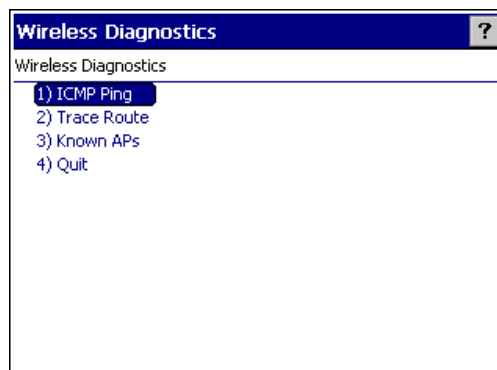 Wireless Diagnostics ?
Wireless Diagnostics
1) ICMP Ping
2) Trace Route
3) Known APs
4) Quit